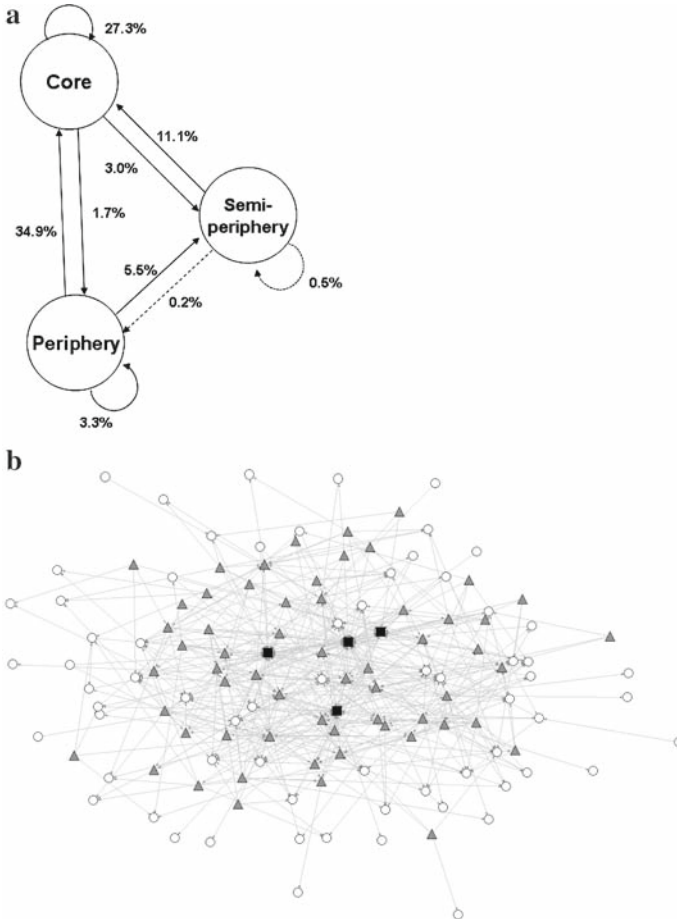 a
27.3%
Core
11.1%
3.0%
Semi-
periphery
34.9%
1.7%
5.5%
0.2%
0.5%
Periphery
3.3%
b